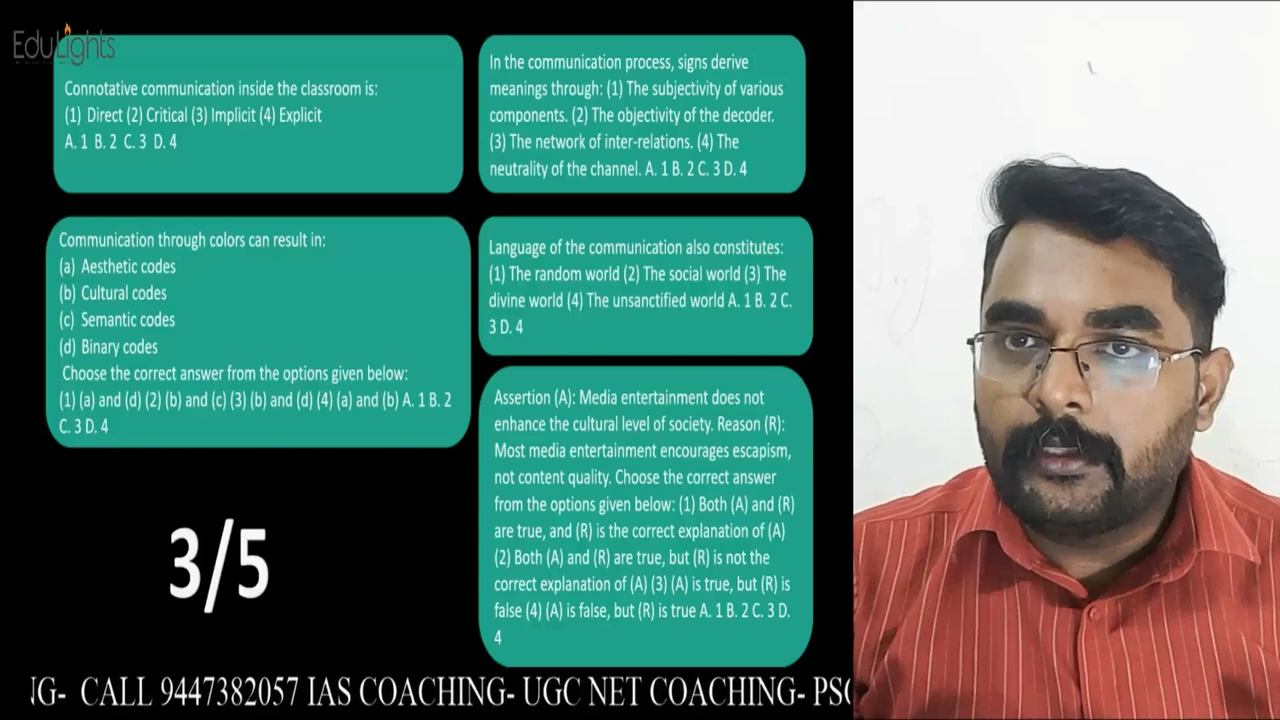 EduLights
Connotative communication inside the classroom is:
(1) Direct (2) Critical (3) Implicit (4) Explicit
A. 1 B. 2 C. 3 D. 4
In the communication process, signs derive
meanings through: (1) The subjectivity of various
components. (2) The objectivity of the decoder.
(3) The network of inter-relations. (4) The
neutrality of the channel. A. 1 B. 2 C. 3 D. 4
Communication through colors can result in:
(a) Aesthetic codes
(b) Cultural codes
(c) Semantic codes
(d) Binary codes
Choose the correct answer from the options given below:
(1) (a) and (d) (2) (b) and (c) (3) (b) and (d) (4) (a) and (b) A. 1 B. 2
C. 3 D. 4
Language of the communication also constitutes:
(1) The random world (2) The social world (3) The
divine world (4) The unsanctified world A. 1 B. 2 C.
3 D. 4
Assertion (A): Media entertainment does not
enhance the cultural level of society. Reason (R):
Most media entertainment encourages escapism,
not content quality. Choose the correct answer
from the options given below: (1) Both (A) and (R)
are true, and (R) is the correct explanation of (A)
(2) Both (A) and (R) are true, but (R) is not the
correct explanation of (A) (3) (A) is true, but (R) is
false (4) (A) is false, but (R) is true A. 1 B. 2 C. 3 D.
4
3/5
NG- CALL 9447382057 IAS COACHING- UGC NET COACHING- PSC